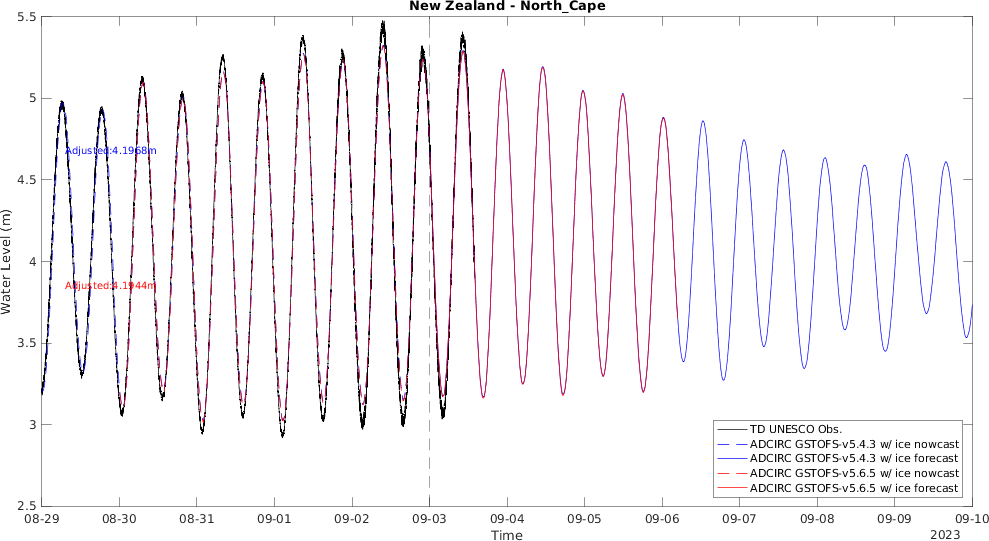 New Zealand - North_Cape
5.5
5
4.5
4
3.5
3
2.5
Water Level (m)
Adjusted:4.1968m
Adjusted:4.1944m
TD UNESCO Obs.
ADCIRC GSTOFS-v5.4.3 w/ ice nowcast
ADCIRC GSTOFS-v5.4.3 w/ ice forecast
ADCIRC GSTOFS-v5.6.5 w/ ice nowcast
ADCIRC GSTOFS-v5.6.5 w/ ice forecast
08-29 08-30 08-31 09-01 09-02 09-03 09-04 09-05 09-06 09-07 09-08 09-09 09-10
Time
2023